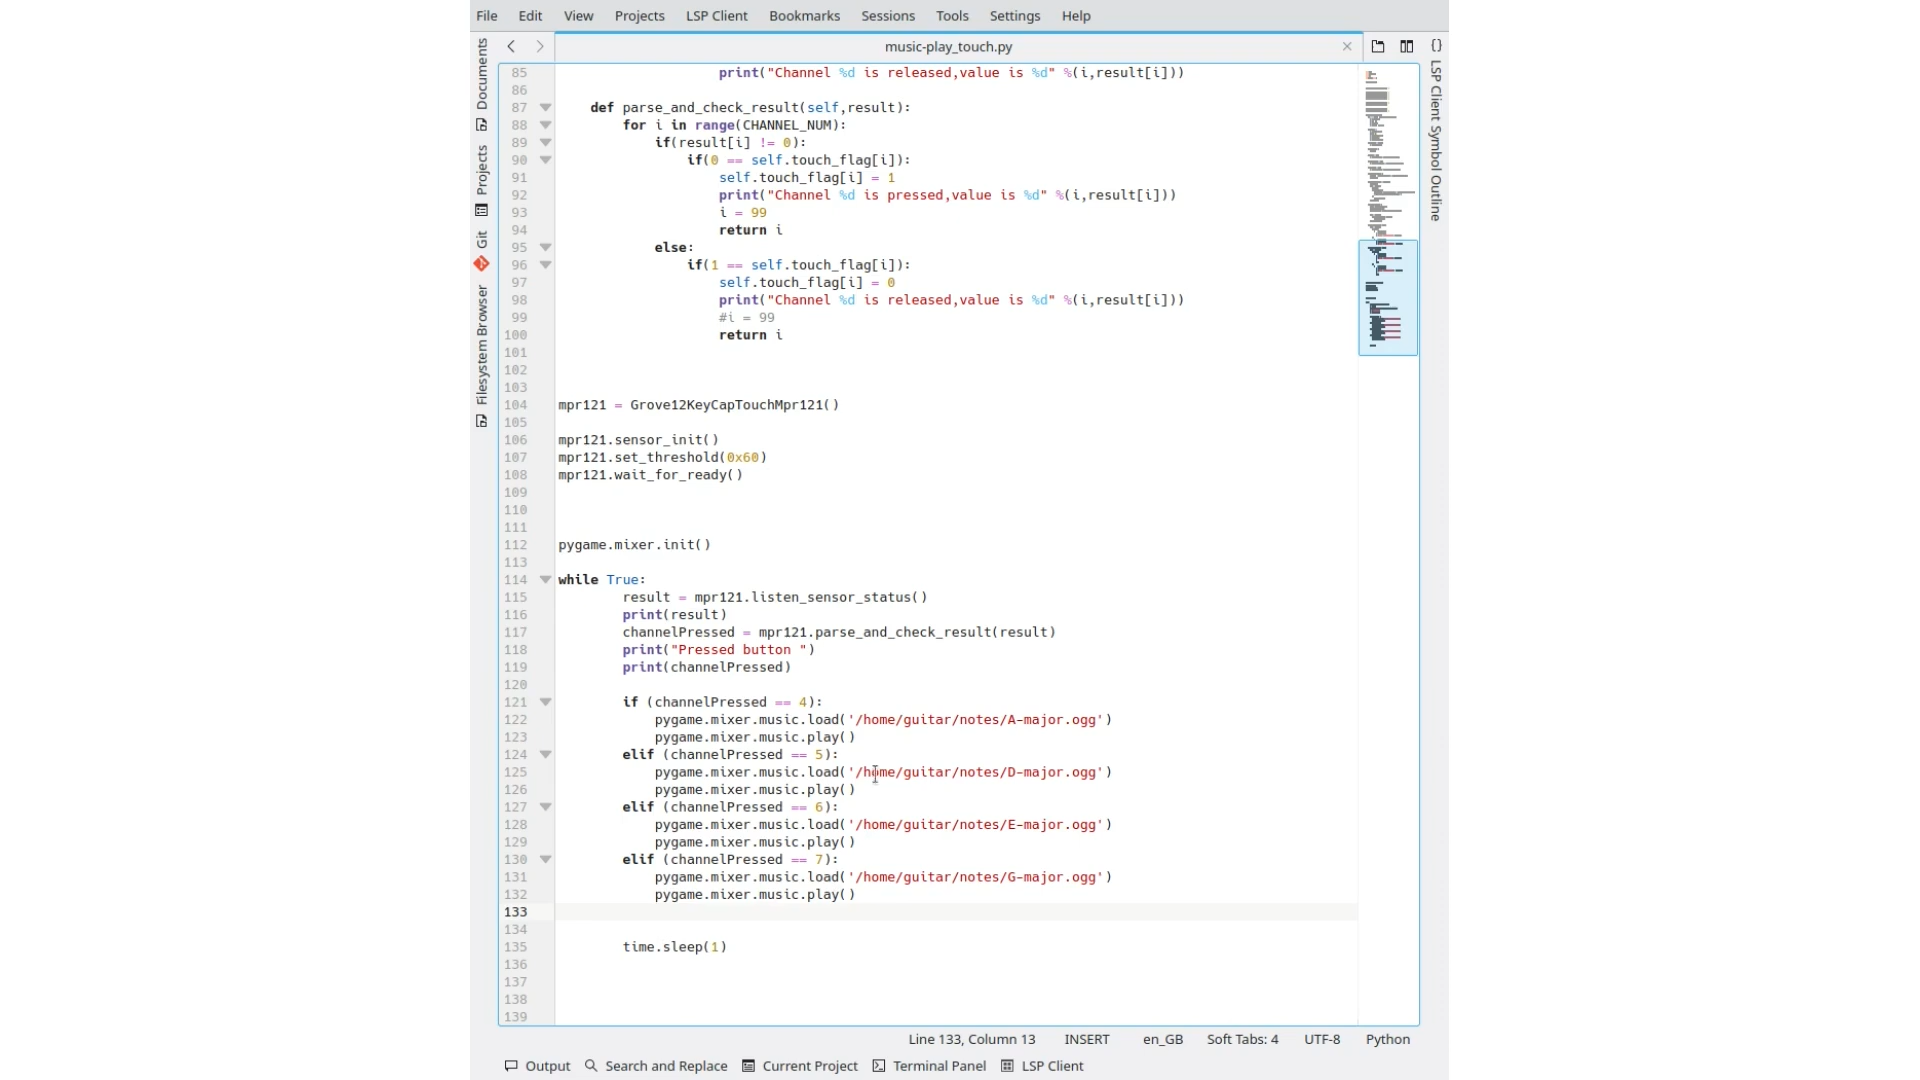 File Edit View Projects LSP Client Bookmarks Sessions Tools Settings Help
music-play_touch.py
Documents
Projects
Git
Filesystem Browser
LSP Client Symbol Outline
85 print("Channel %d is released,value is %d" %(i,result[i]))
86
87 def parse_and_check_result(self,result):
88 for i in range(CHANNEL_NUM):
89 if(result[i] != 0):
90 if(0 == self.touch_flag[i]):
91 self.touch_flag[i] = 1
92 print("Channel %d is pressed,value is %d" %(i,result[i]))
93 i = 99
94 return i
95 else:
96 if(1 == self.touch_flag[i]):
97 self.touch_flag[i] = 0
98 print("Channel %d is released,value is %d" %(i,result[i]))
99 #i = 99
100 return i
101
102
103
104 mpr121 = Grove12KeyCapTouchMpr121()
105
106 mpr121.sensor_init()
107 mpr121.set_threshold(0x60)
108 mpr121.wait_for_ready()
109
110
111
112 pygame.mixer.init()
113
114 while True:
115 result = mpr121.listen_sensor_status()
116 print(result)
117 channelPressed = mpr121.parse_and_check_result(result)
118 print("Pressed button ")
119 print(channelPressed)
120
121 if (channelPressed == 4):
122 pygame.mixer.music.load('/home/guitar/notes/A-major.ogg')
123 pygame.mixer.music.play()
124 elif (channelPressed == 5):
125 pygame.mixer.music.load('/home/guitar/notes/D-major.ogg')
126 pygame.mixer.music.play()
127 elif (channelPressed == 6):
128 pygame.mixer.music.load('/home/guitar/notes/E-major.ogg')
129 pygame.mixer.music.play()
130 elif (channelPressed == 7):
131 pygame.mixer.music.load('/home/guitar/notes/G-major.ogg')
132 pygame.mixer.music.play()
133
134
135 time.sleep(1)
136
137
138
139
Line 133, Column 13 INSERT en_GB Soft Tabs: 4 UTF-8 Python
Output Search and Replace Current Project Terminal Panel LSP Client